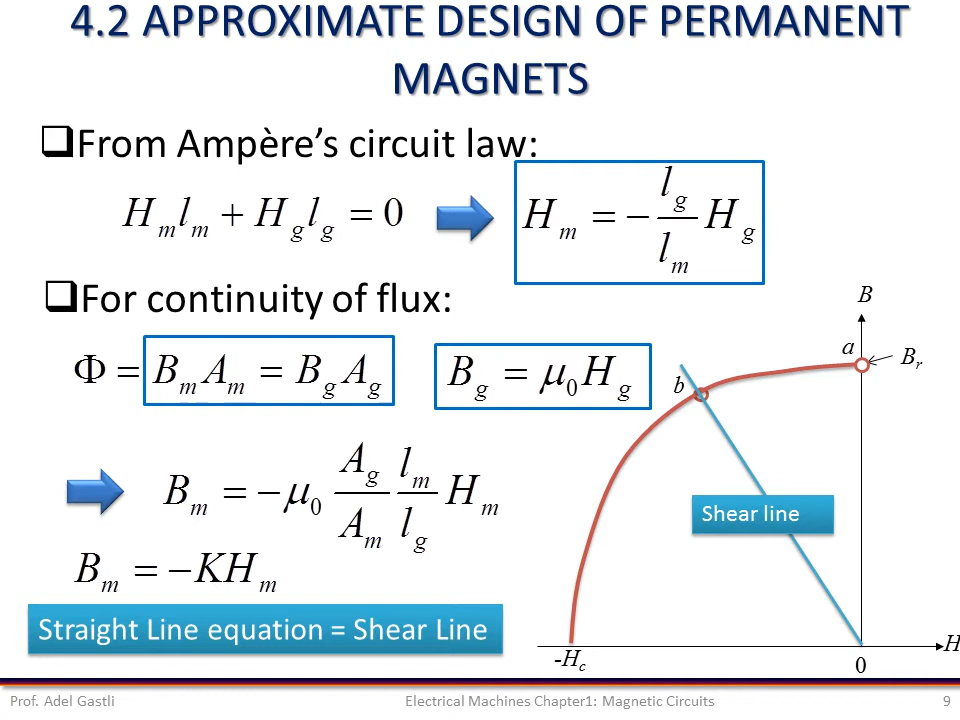 4.2 APPROXIMATE DESIGN OF PERMANENT
MAGNETS
❑From Ampère's circuit law:
H_m l_m + H_g l_g = 0
H_m = − (l_g / l_m) H_g
❑For continuity of flux:
Φ = B_m A_m = B_g A_g
B_g = μ_0 H_g
B_m = −μ_0 (A_g / A_m) (l_m / l_g) H_m
B_m = −KH_m
Straight Line equation = Shear Line
B
a
B_r
b
Shear line
-H_c
0
H
Prof. Adel Gastli
Electrical Machines Chapter1: Magnetic Circuits
9